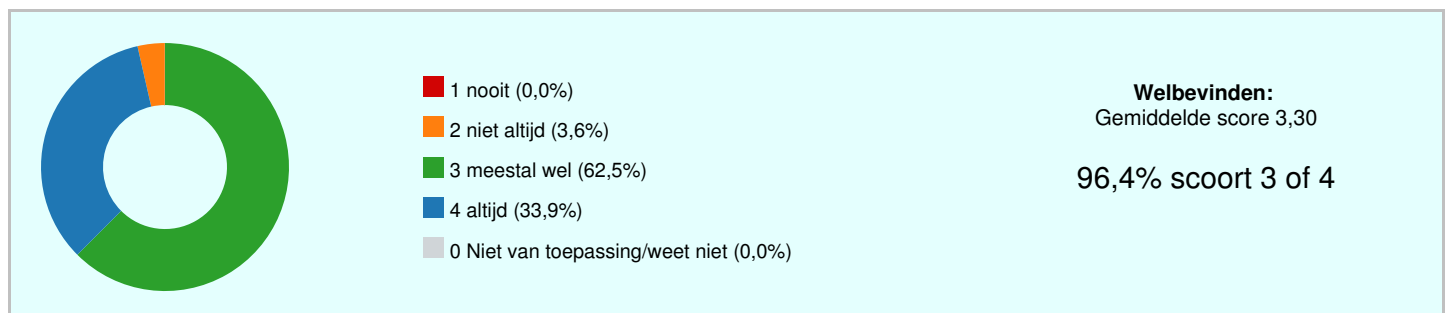 1 nooit (0,0%)
2 niet altijd (3,6%)
3 meestal wel (62,5%)
4 altijd (33,9%)
0 Niet van toepassing/weet niet (0,0%)
Welbevinden:
Gemiddelde score 3,30
96,4% scoort 3 of 4